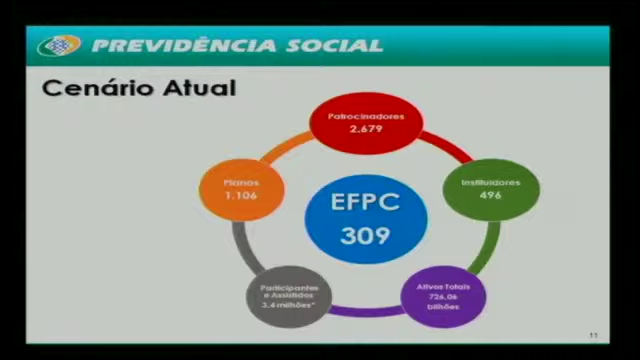 PREVIDÊNCIA SOCIAL
Cenário Atual
Patrocinadores
2.679
Planos
1.106
Instituidores
496
EFPC
309
Participantes
e Assistidos
3,4 milhões*
Ativos Totais
726,06
bilhões
11